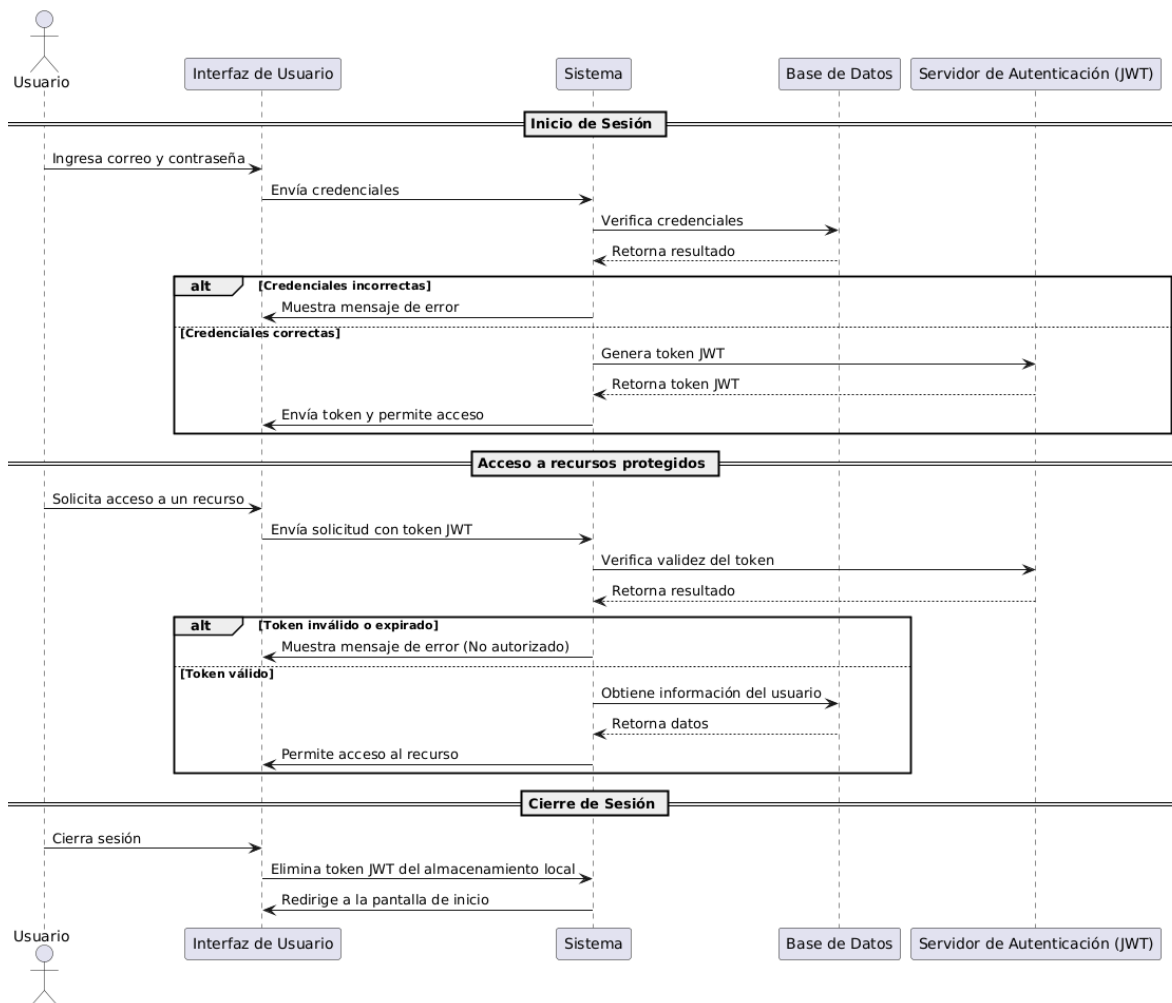 Usuario
Interfaz de Usuario
Sistema
Base de Datos
Servidor de Autenticación (JWT)
Inicio de Sesión
Ingresa correo y contraseña
Envía credenciales
Verifica credenciales
Retorna resultado
alt
[Credenciales incorrectas]
Muestra mensaje de error
[Credenciales correctas]
Genera token JWT
Retorna token JWT
Envía token y permite acceso
Acceso a recursos protegidos
Solicita acceso a un recurso
Envía solicitud con token JWT
Verifica validez del token
Retorna resultado
alt
[Token inválido o expirado]
Muestra mensaje de error (No autorizado)
[Token válido]
Obtiene información del usuario
Retorna datos
Permite acceso al recurso
Cierre de Sesión
Cierra sesión
Elimina token JWT del almacenamiento local
Redirige a la pantalla de inicio
Usuario
Interfaz de Usuario
Sistema
Base de Datos
Servidor de Autenticación (JWT)